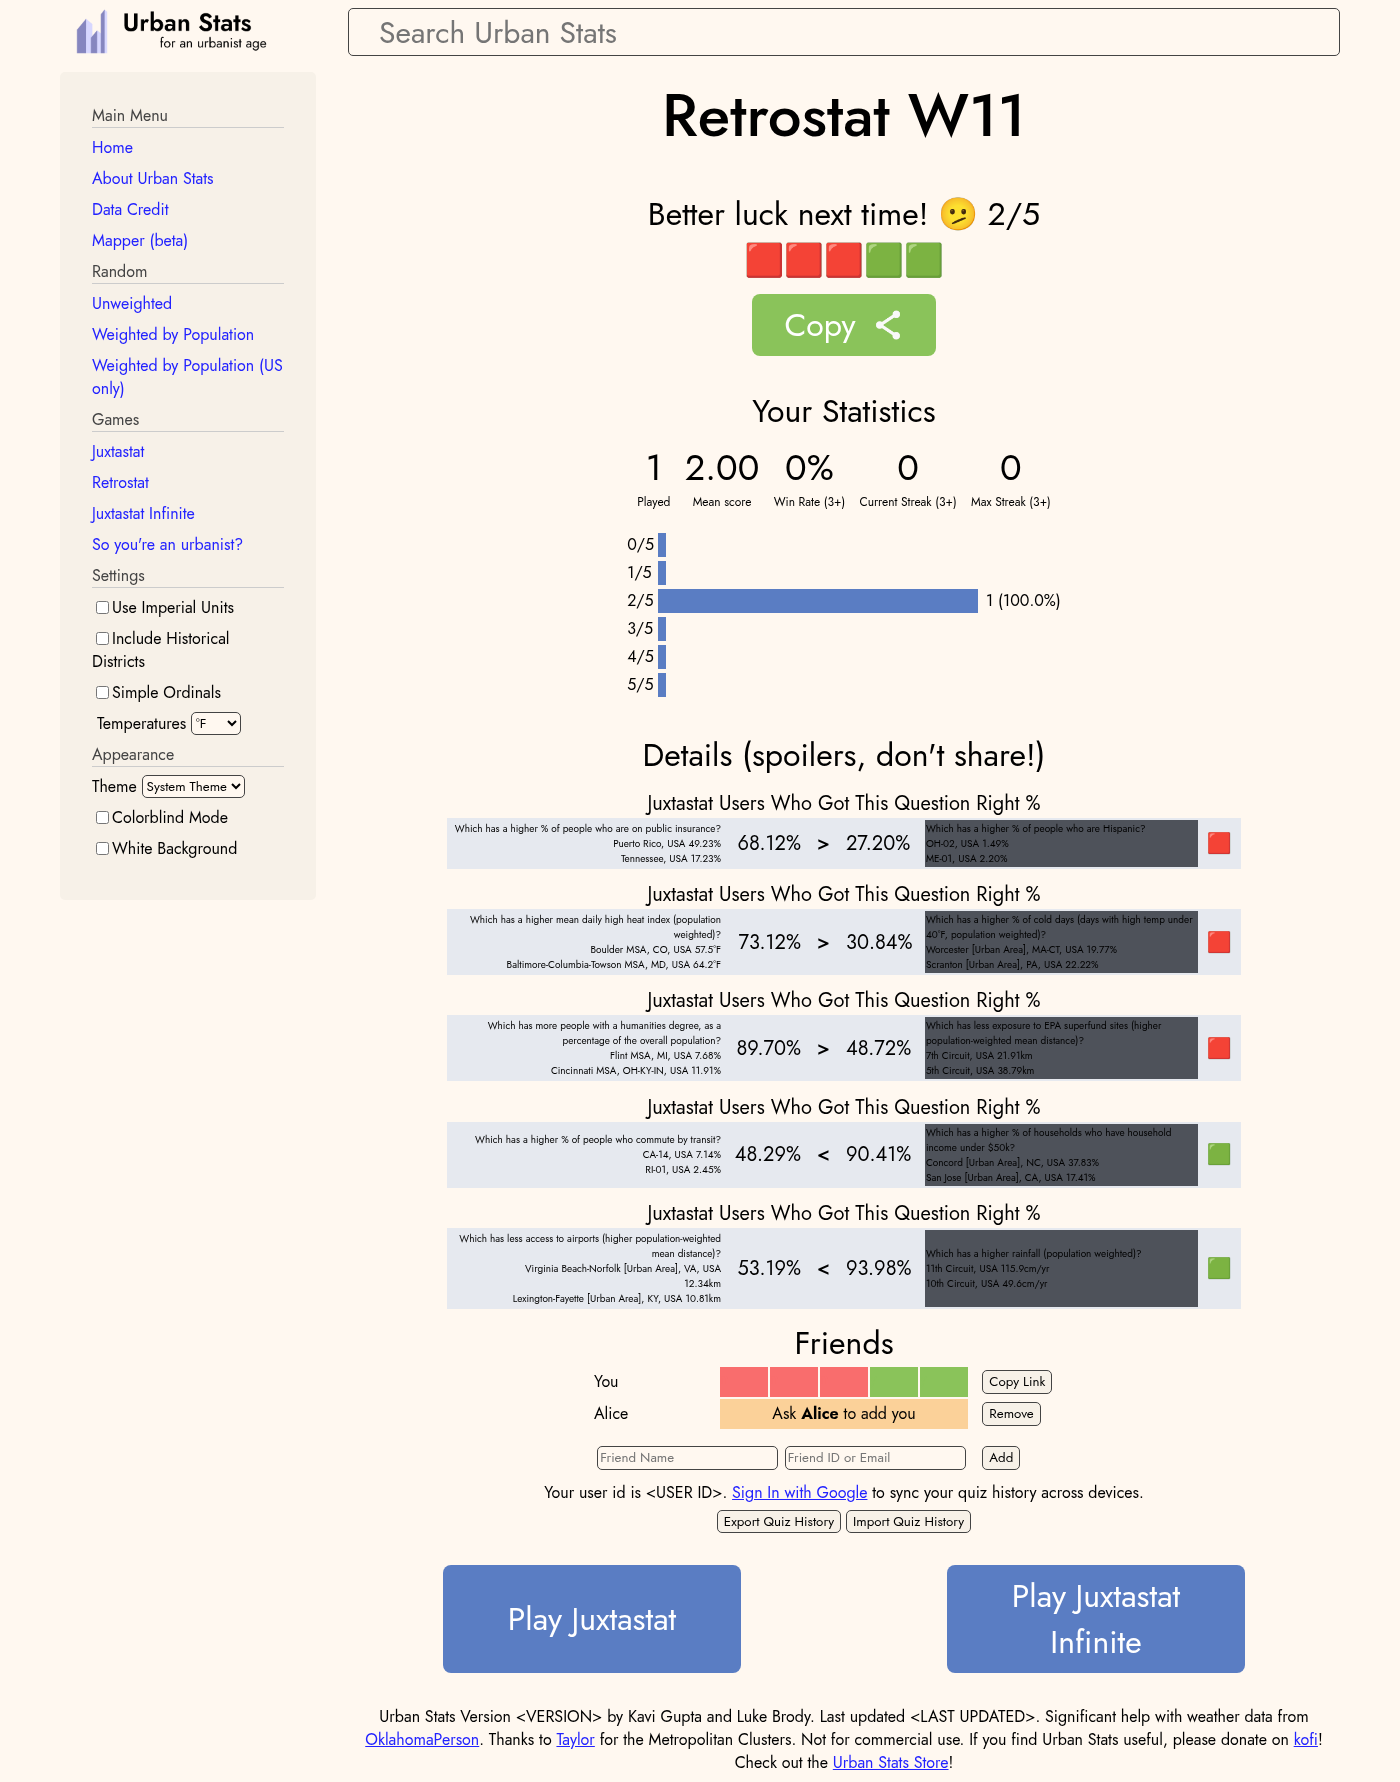 Urban Stats
for an urbanist age
Search Urban Stats
Main Menu
Home
About Urban Stats
Data Credit
Mapper (beta)
Random
Unweighted
Weighted by Population
Weighted by Population (US
only)
Games
Juxtastat
Retrostat
Juxtastat Infinite
So you're an urbanist?
Settings
Use Imperial Units
Include Historical
Districts
Simple Ordinals
Temperatures °F
Appearance
Theme System Theme
Colorblind Mode
White Background
Retrostat W11
Better luck next time! 🫤 2/5
🟥🟥🟥🟩🟩
Copy
Your Statistics
1 2.00 0% 0 0
Played Mean score Win Rate (3+) Current Streak (3+) Max Streak (3+)
0/5
1/5
2/5 1 (100.0%)
3/5
4/5
5/5
Details (spoilers, don't share!)
Juxtastat Users Who Got This Question Right %
Which has a higher % of people who are on public insurance?
Puerto Rico, USA 49.23%
Tennessee, USA 17.23%
68.12% > 27.20%
Which has a higher % of people who are Hispanic?
OH-02, USA 1.49%
ME-01, USA 2.20%
Juxtastat Users Who Got This Question Right %
Which has a higher mean daily high heat index (population
weighted)?
Boulder MSA, CO, USA 57.5°F
Baltimore-Columbia-Towson MSA, MD, USA 64.2°F
73.12% > 30.84%
Which has a higher % of cold days (days with high temp under
40°F, population weighted)?
Worcester [Urban Area], MA-CT, USA 19.77%
Scranton [Urban Area], PA, USA 22.22%
Juxtastat Users Who Got This Question Right %
Which has more people with a humanities degree, as a
percentage of the overall population?
Flint MSA, MI, USA 7.68%
Cincinnati MSA, OH-KY-IN, USA 11.91%
89.70% > 48.72%
Which has less exposure to EPA superfund sites (higher
population-weighted mean distance)?
7th Circuit, USA 21.91km
5th Circuit, USA 38.79km
Juxtastat Users Who Got This Question Right %
Which has a higher % of people who commute by transit?
CA-14, USA 7.14%
RI-01, USA 2.45%
48.29% < 90.41%
Which has a higher % of households who have household
income under $50k?
Concord [Urban Area], NC, USA 37.83%
San Jose [Urban Area], CA, USA 17.41%
Juxtastat Users Who Got This Question Right %
Which has less access to airports (higher population-weighted
mean distance)?
Virginia Beach-Norfolk [Urban Area], VA, USA
12.34km
Lexington-Fayette [Urban Area], KY, USA 10.81km
53.19% < 93.98%
Which has a higher rainfall (population weighted)?
11th Circuit, USA 115.9cm/yr
10th Circuit, USA 49.6cm/yr
Friends
You Copy Link
Alice Ask Alice to add you Remove
Friend Name Friend ID or Email Add
Your user id is <USER ID>. Sign In with Google to sync your quiz history across devices.
Export Quiz History Import Quiz History
Play Juxtastat
Play Juxtastat
Infinite
Urban Stats Version <VERSION> by Kavi Gupta and Luke Brody. Last updated <LAST UPDATED>. Significant help with weather data from
OklahomaPerson. Thanks to Taylor for the Metropolitan Clusters. Not for commercial use. If you find Urban Stats useful, please donate on kofi!
Check out the Urban Stats Store!